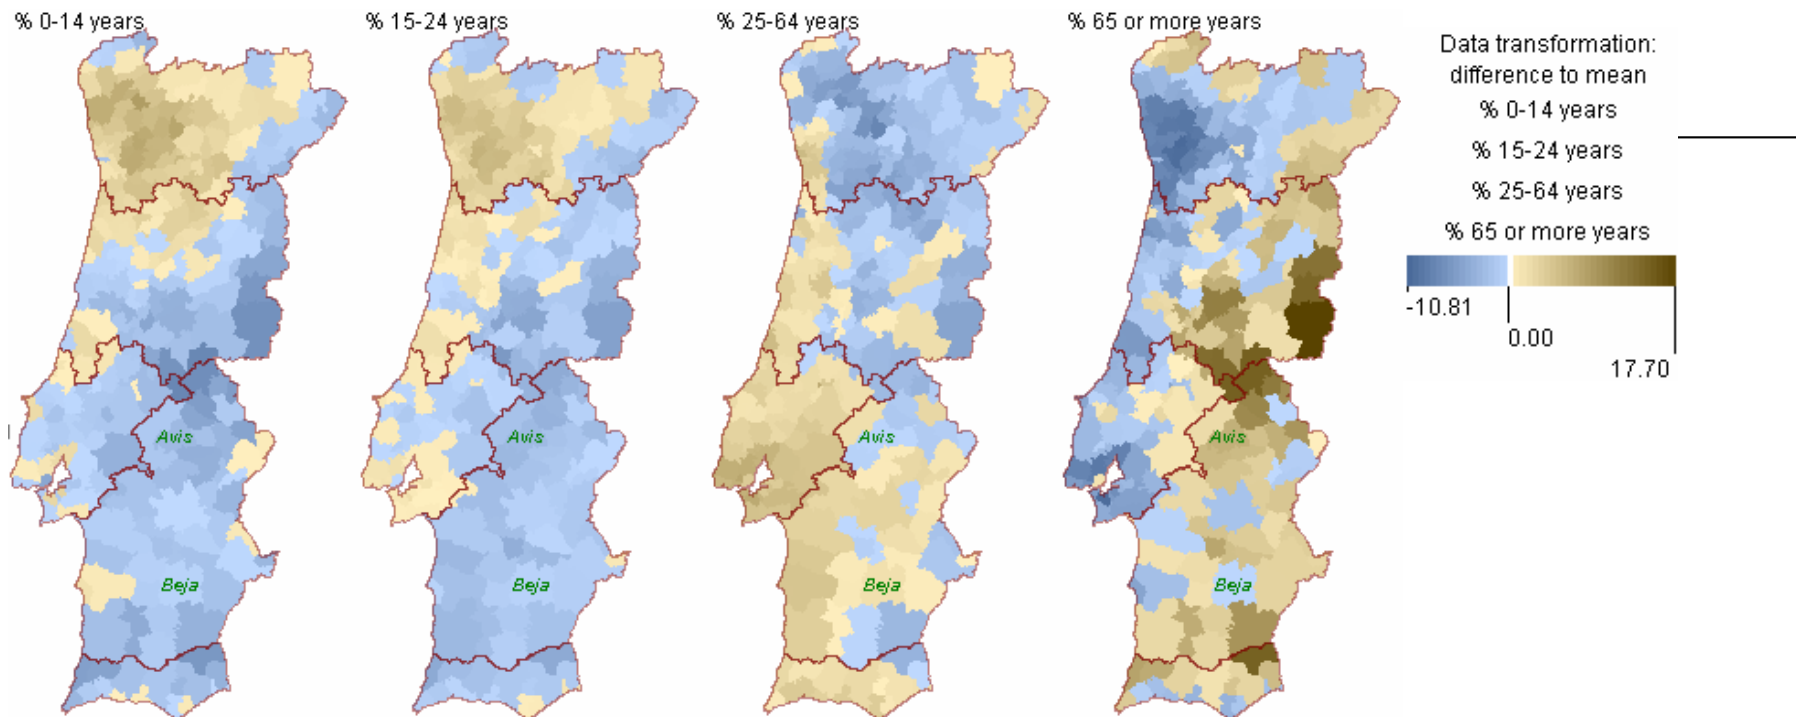 % 0-14 years
% 15-24 years
% 25-64 years
% 65 or more years
Data transformation:
difference to mean
% 0-14 years
% 15-24 years
% 25-64 years
% 65 or more years
-10.81
0.00
17.70
Avis
Avis
Avis
Avis
Beja
Beja
Beja
Beja